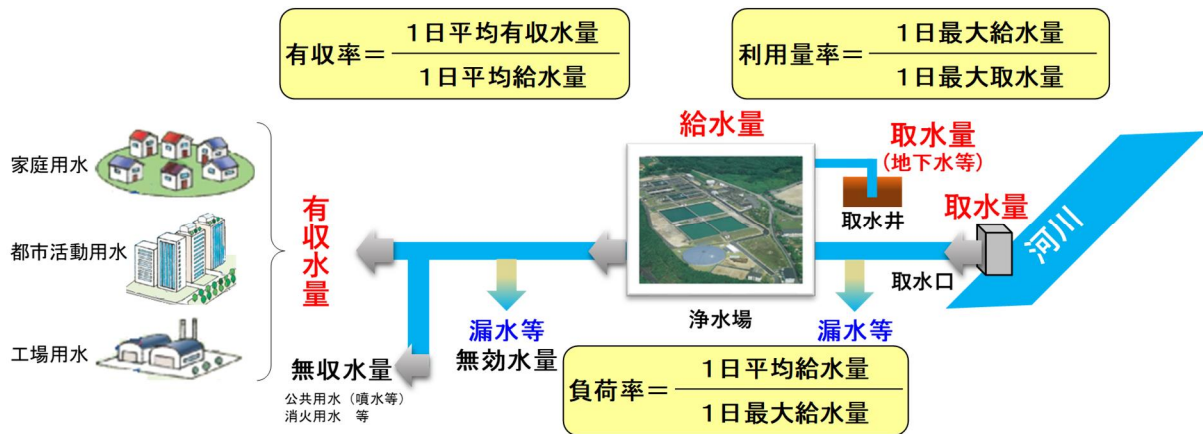 有収率＝
1日平均有収水量
1日平均給水量
利用量率＝
1日最大給水量
1日最大取水量
給水量
取水量
（地下水等）
家庭用水
取水井
取水量
河川
有収水量
都市活動用水
取水口
浄水場
漏水等
無効水量
漏水等
工場用水
無収水量
公共用水（噴水等）
消火用水　等
負荷率＝
1日平均給水量
1日最大給水量